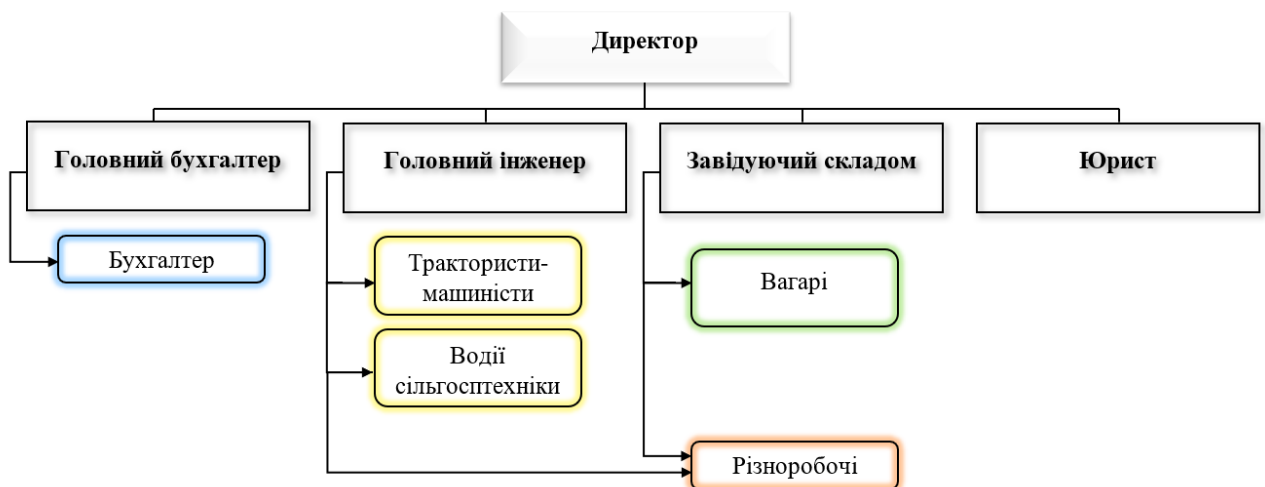 Директор
Головний бухгалтер
Головний інженер
Завідуючий складом
Юрист
Бухгалтер
Трактористи-
машиністи
Вагарі
Водії
сільгосптехніки
Різноробочі